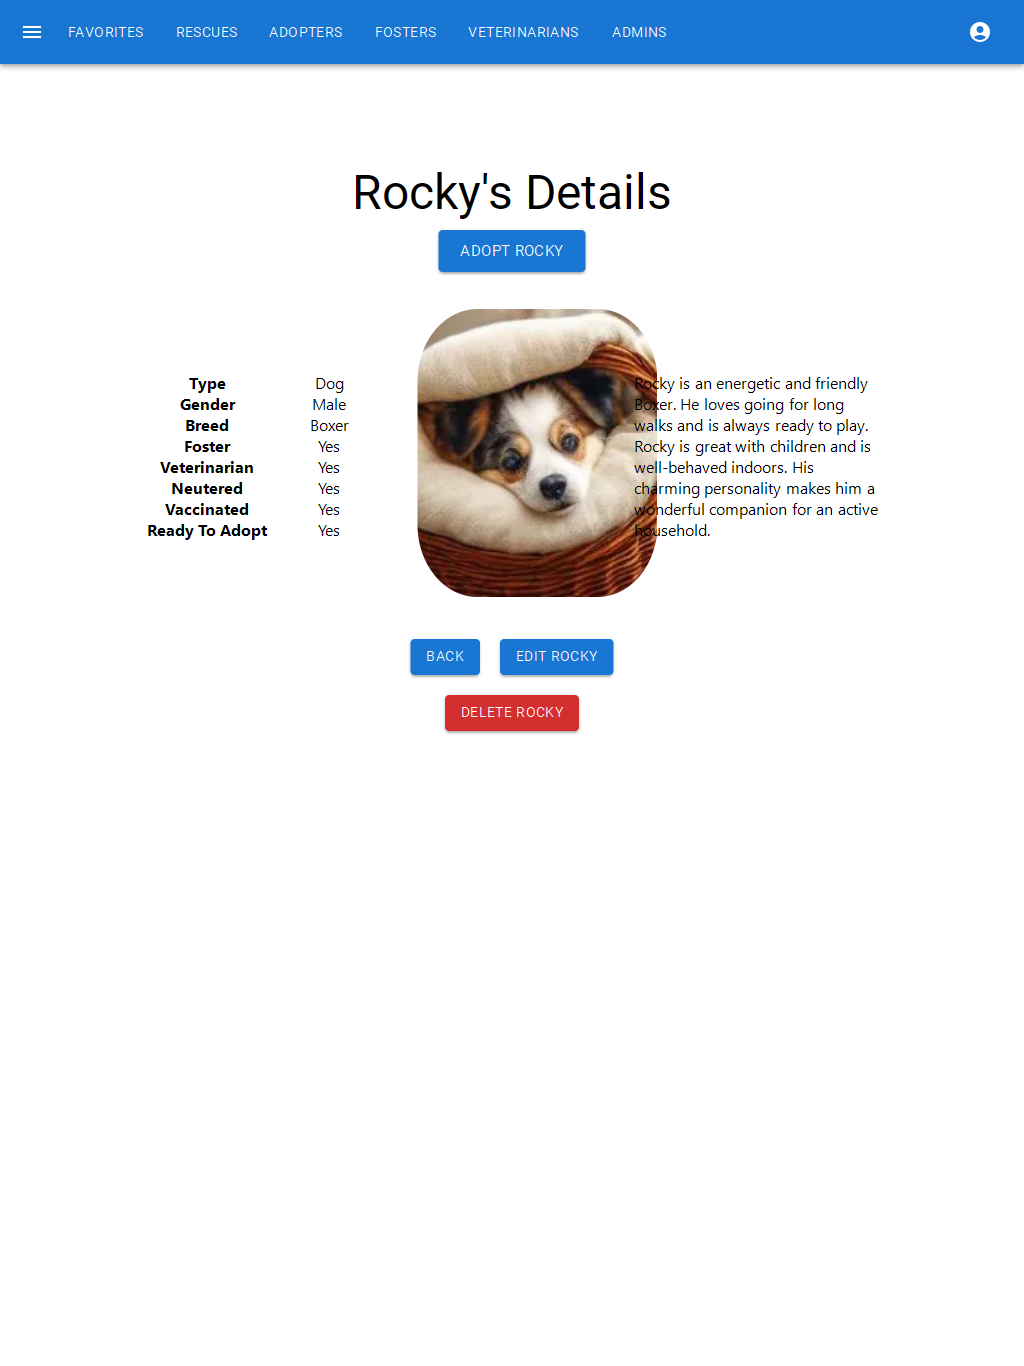 FAVORITES RESCUES ADOPTERS FOSTERS VETERINARIANS ADMINS
Rocky's Details
ADOPT ROCKY
Type Dog
Gender Male
Breed Boxer
Foster Yes
Veterinarian Yes
Neutered Yes
Vaccinated Yes
Ready To Adopt Yes
Rocky is an energetic and friendly
Boxer. He loves going for long
walks and is always ready to play.
Rocky is great with children and is
well-behaved indoors. His
charming personality makes him a
wonderful companion for an active
household.
BACK EDIT ROCKY
DELETE ROCKY